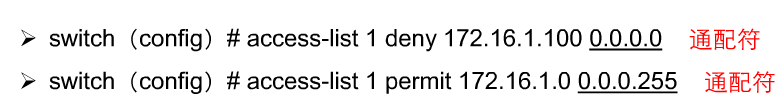 ➢ switch（config）# access-list 1 deny 172.16.1.100 0.0.0.0 通配符
➢ switch（config）# access-list 1 permit 172.16.1.0 0.0.0.255 通配符